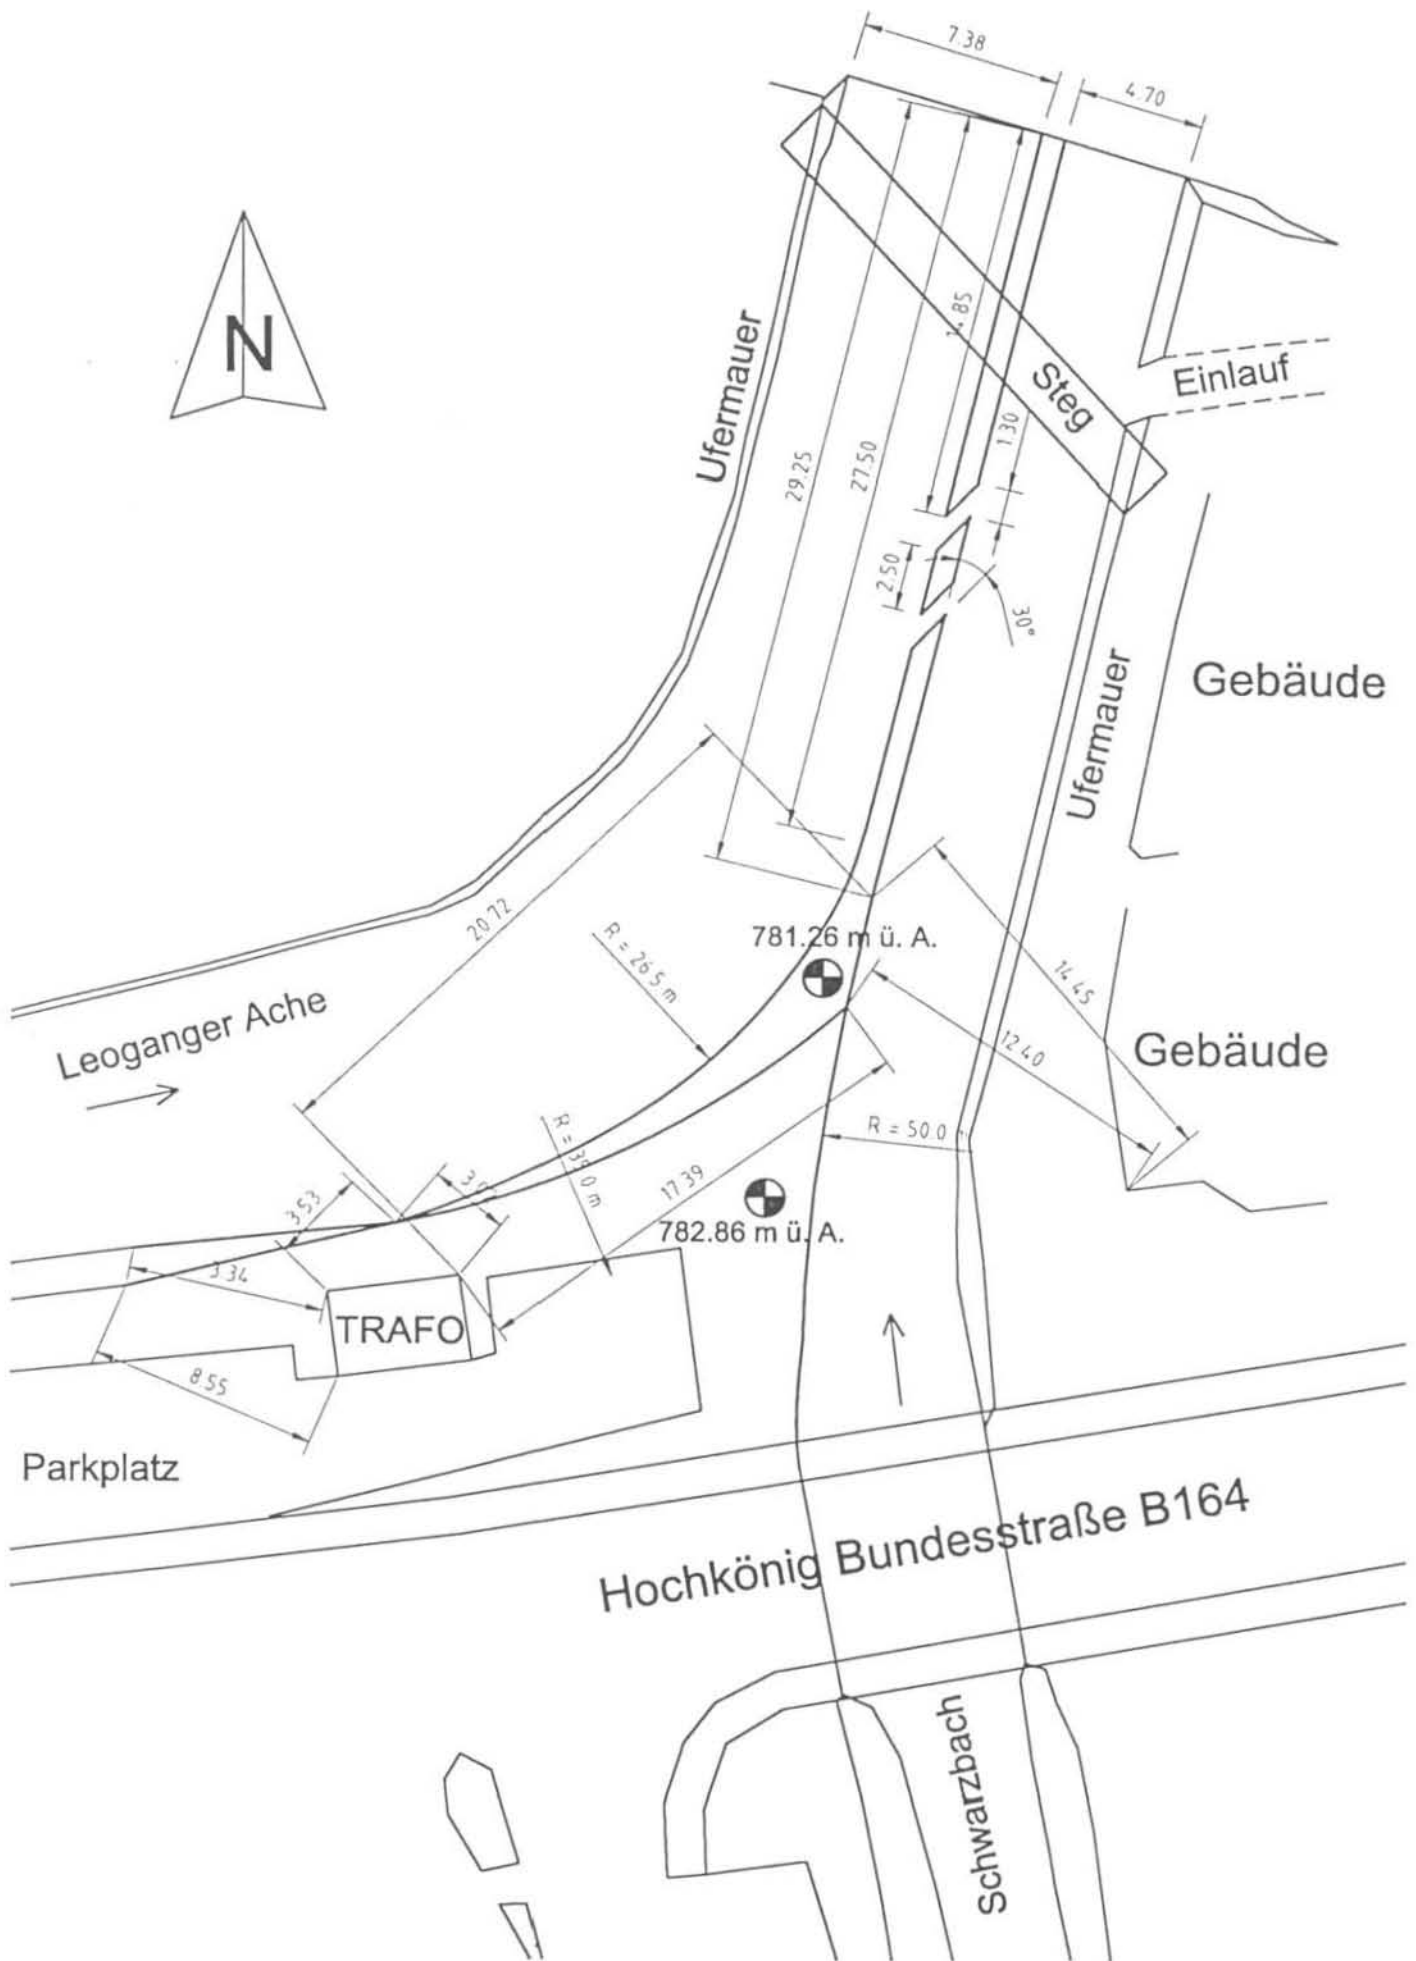 7.38
4.70
N
Ufermauer
14.85
Steg
Einlauf
1.30
29.25
27.50
2.50
30°
Gebäude
Ufermauer
20.72
R = 26.5 m
781.26 m ü. A.
14.45
Leoganger Ache
12.40
Gebäude
R = 50.0
17.39
3.53
782.86 m ü. A.
3.34
TRAFO
8.55
Parkplatz
Hochkönig Bundesstraße B164
Schwarzbach